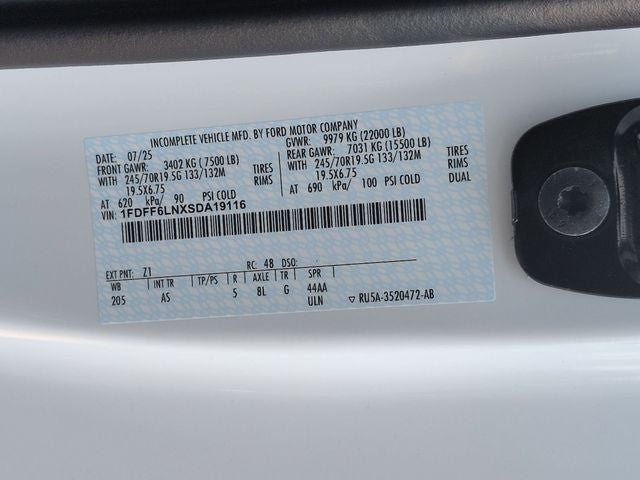 INCOMPLETE VEHICLE MFD. BY FORD MOTOR COMPANY
DATE: 07/25 GVWR: 9979 KG (22000 LB)
FRONT GAWR: 3402 KG (7500 LB) REAR GAWR: 7031 KG (15500 LB)
WITH 245/70R19.5G 133/132M TIRES WITH 245/70R19.5G 133/132M TIRES
19.5X6.75 RIMS 19.5X6.75 RIMS
AT 620 kPa/ 90 PSI COLD AT 690 kPa/ 100 PSI COLD DUAL
VIN: 1FDFF6LNXSDA19116
EXT PNT: Z1 RC: 48 DSO:
WB INT TR TP/PS R AXLE TR SPR
205 AS 5 8L G 44AA
ULN ▽ RU5A-3520472-AB